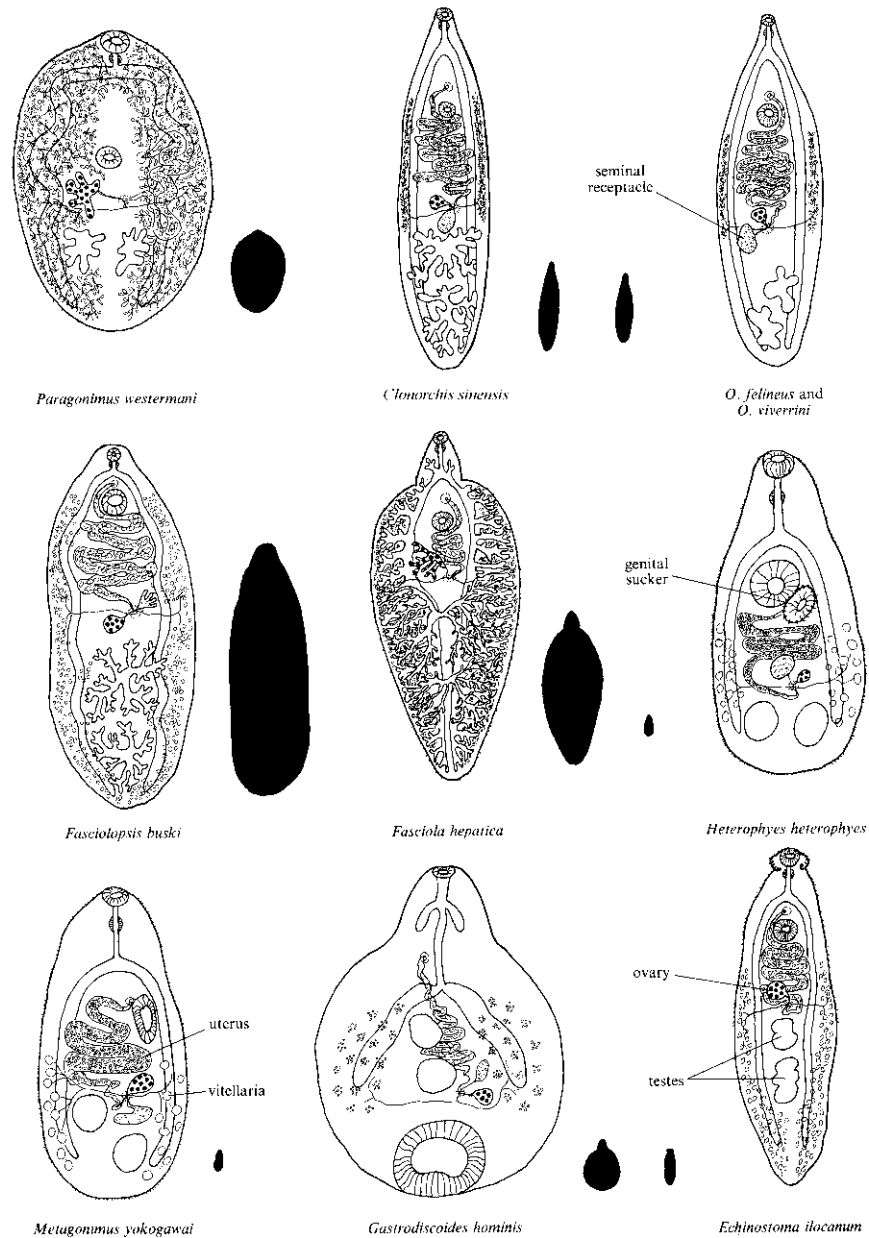 seminal
receptacle
Paragonimus westermani
Clonorchis sinensis
O. felineus and
O. viverrini
genital
sucker
Fasciolopsis buski
Fasciola hepatica
Heterophyes heterophyes
ovary
uterus
testes
vitellaria
Metagonimus yokogawai
Gastrodiscoides hominis
Echinostoma ilocanum